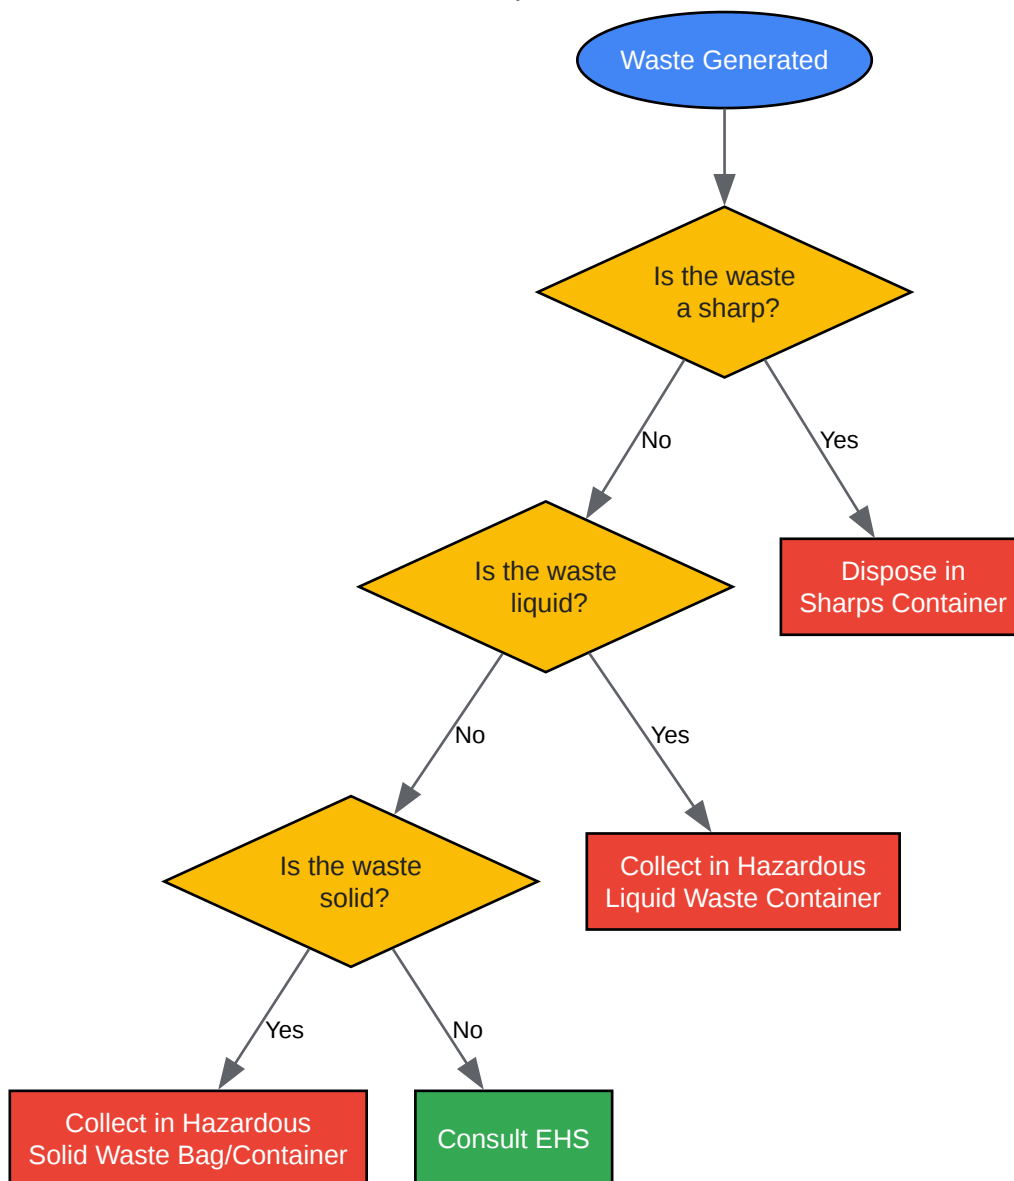 Waste Generated
Is the waste
a sharp?
No
Yes
Is the waste
liquid?
Dispose in
Sharps Container
No
Yes
Is the waste
solid?
Collect in Hazardous
Liquid Waste Container
Yes
No
Collect in Hazardous
Solid Waste Bag/Container
Consult EHS